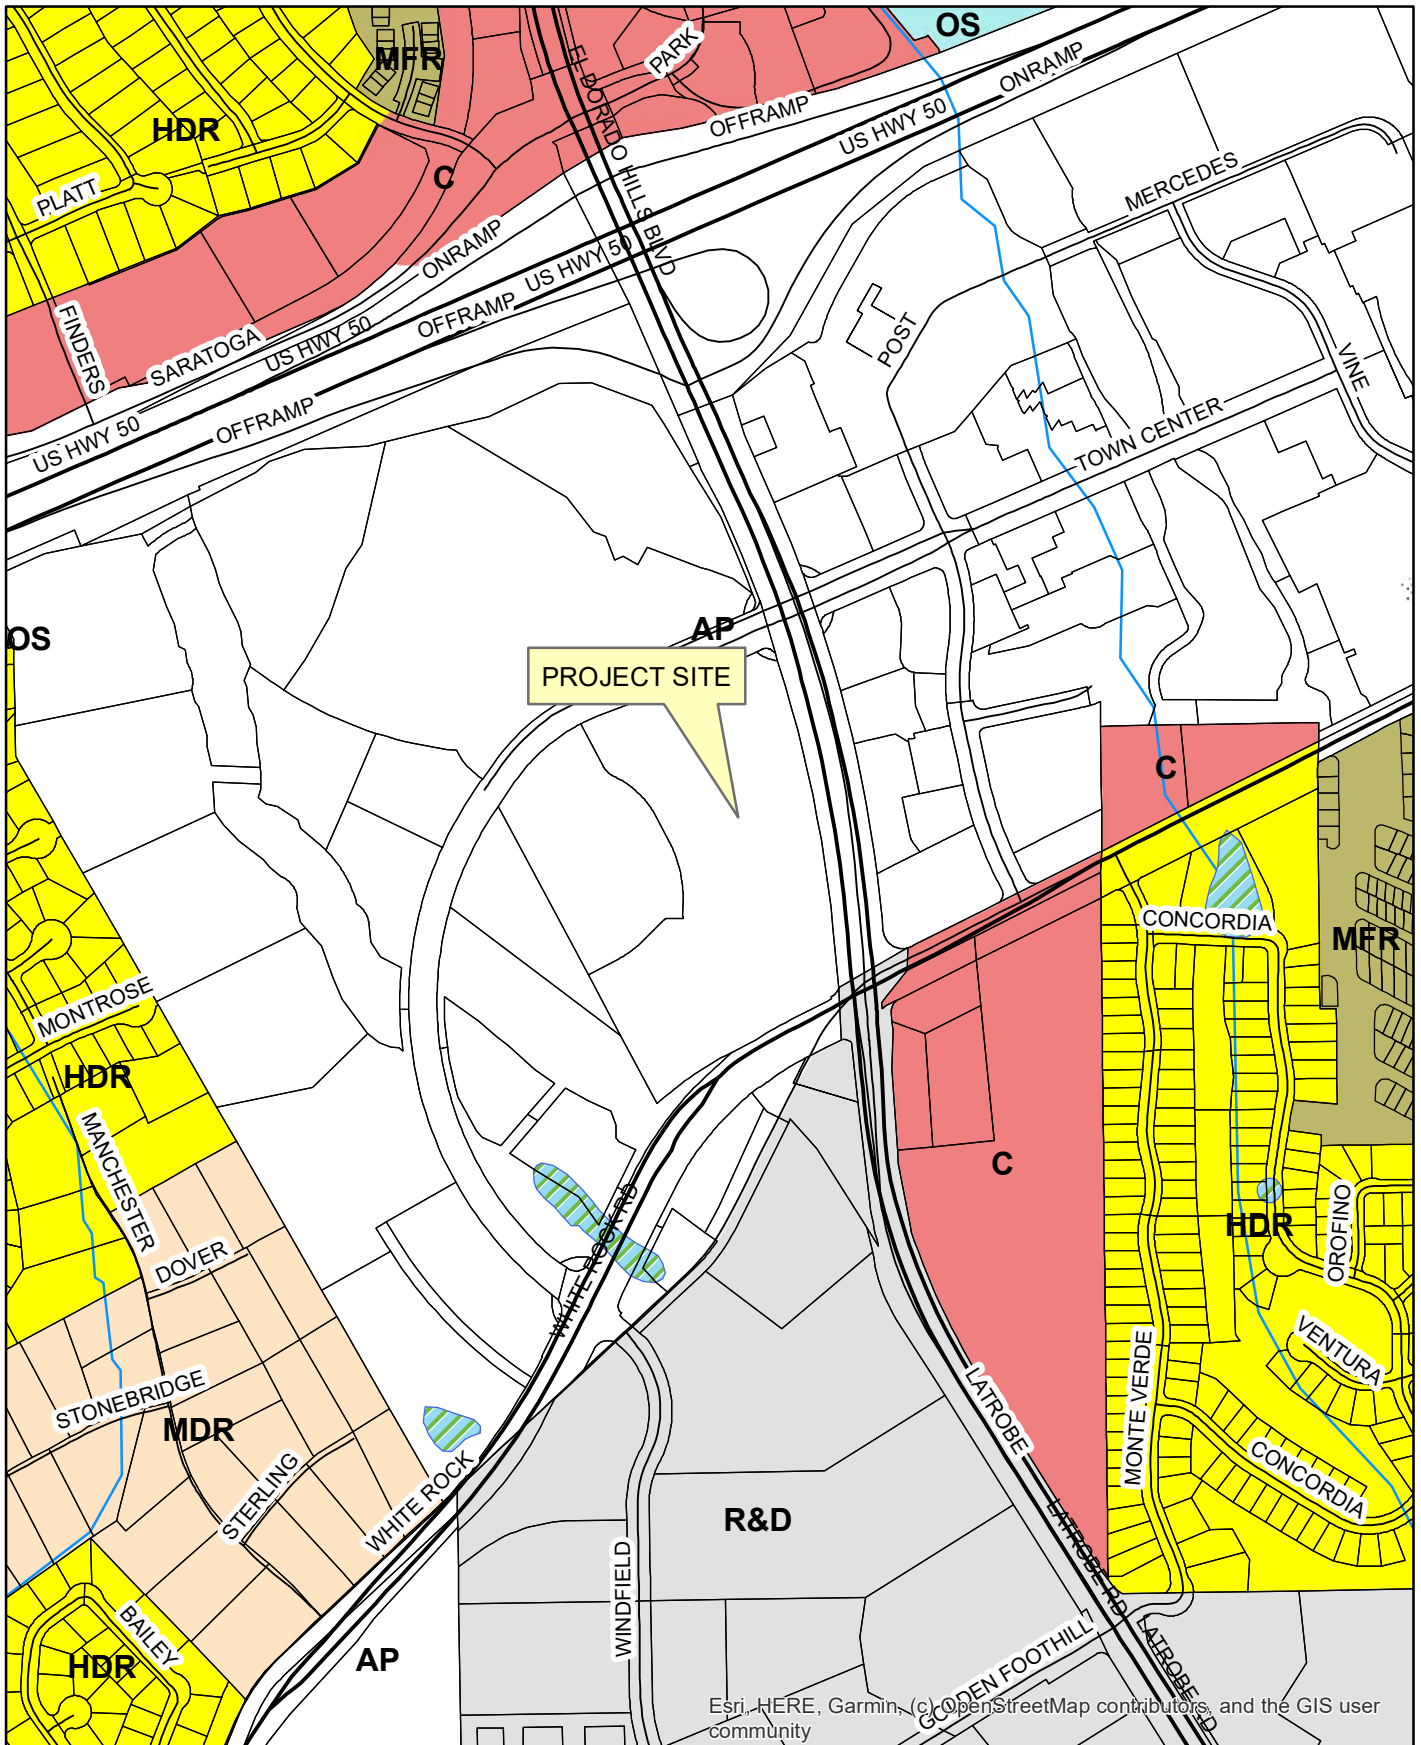 OS
MFR
PARK
EL DORADO HILLS BLVD
ONRAMP
OFFRAMP
US HWY 50
HDR
C
PLATT
MERCEDES
ONRAMP
US HWY 50
OFFRAMP
FINDERS
SARATOGA
US HWY 50
POST
VINE
OFFRAMP
US HWY 50
TOWN CENTER
OS
AP
PROJECT SITE
C
CONCORDIA
MFR
MONTROSE
HDR
MANCHESTER
C
HDR
OROFINO
WHITE ROCK RD
DOVER
VENTURA
STONEBRIDGE
MDR
LATROBE
MONTE VERDE
CONCORDIA
STERLING
WHITE ROCK
R&D
LATROBE RD
WINDFIELD
BAILEY
HDR
AP
GOLDEN FOOTHILL
LATROBE RD
Esri, HERE, Garmin, (c) OpenStreetMap contributors, and the GIS user
community